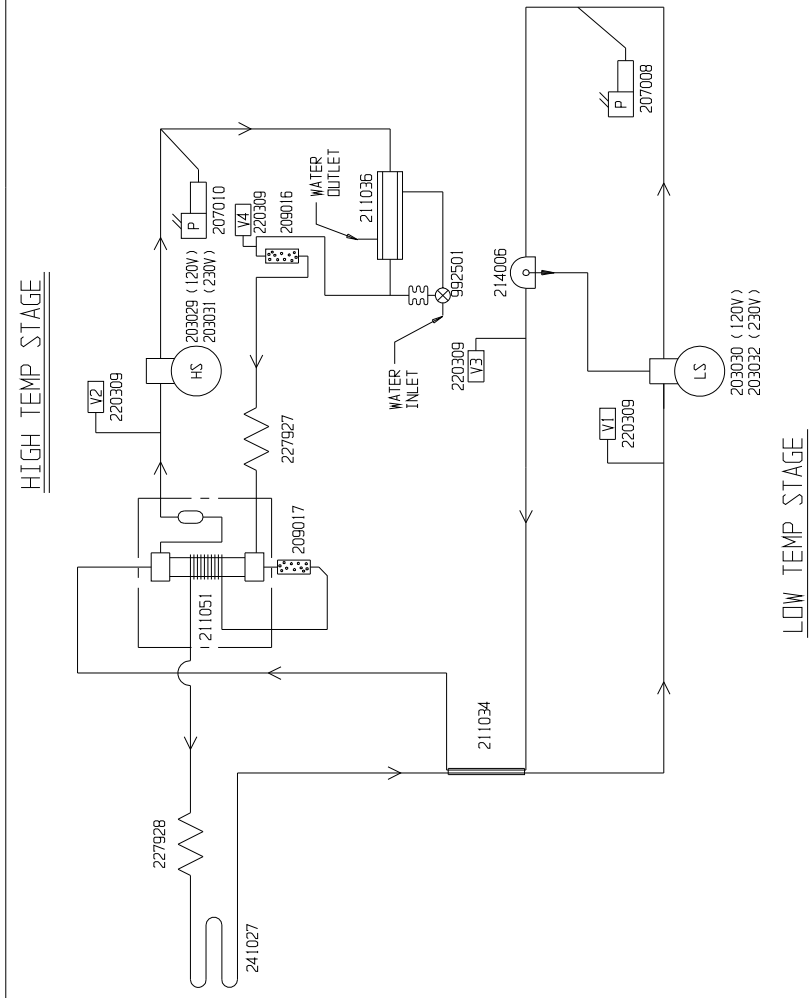 HIGH TEMP STAGE
V2
220309
HS
203029 (120V)
203031 (230V)
P
207010
V4
220309
209016
WATER
OUTLET
211036
992501
WATER
INLET
227927
209017
211051
227928
241027
211034
V3
220309
214006
P
207008
V1
220309
LS
203030 (120V)
203032 (230V)
LOW TEMP STAGE